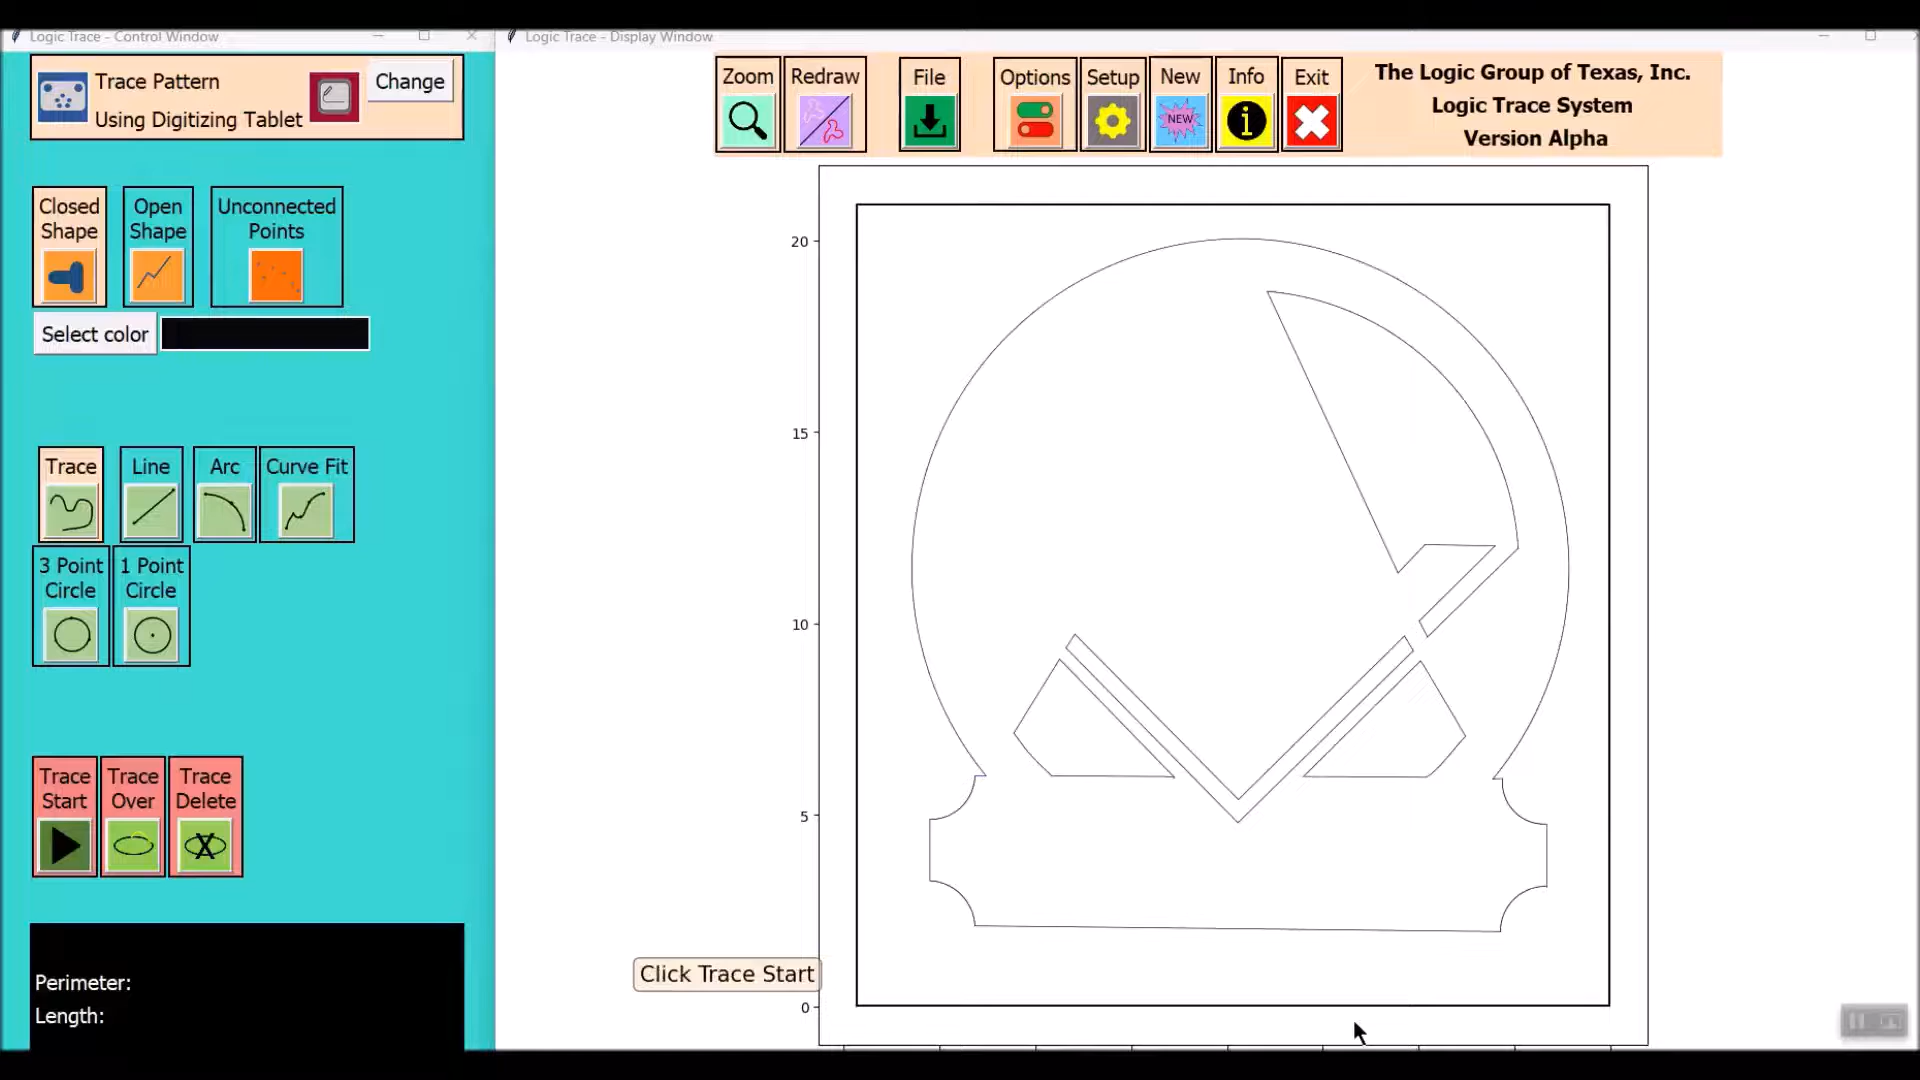 Logic Trace - Control Window
Logic Trace - Display Window
Trace Pattern
Using Digitizing Tablet
Change
Closed
Shape
Open
Shape
Unconnected
Points
Select color
Trace
Line
Arc
Curve Fit
3 Point
Circle
1 Point
Circle
Trace
Start
Trace
Over
Trace
Delete
Perimeter:
Length:
Zoom
Redraw
File
Options
Setup
New
NEW
Info
Exit
The Logic Group of Texas, Inc.
Logic Trace System
Version Alpha
20
15
10
5
0
Click Trace Start